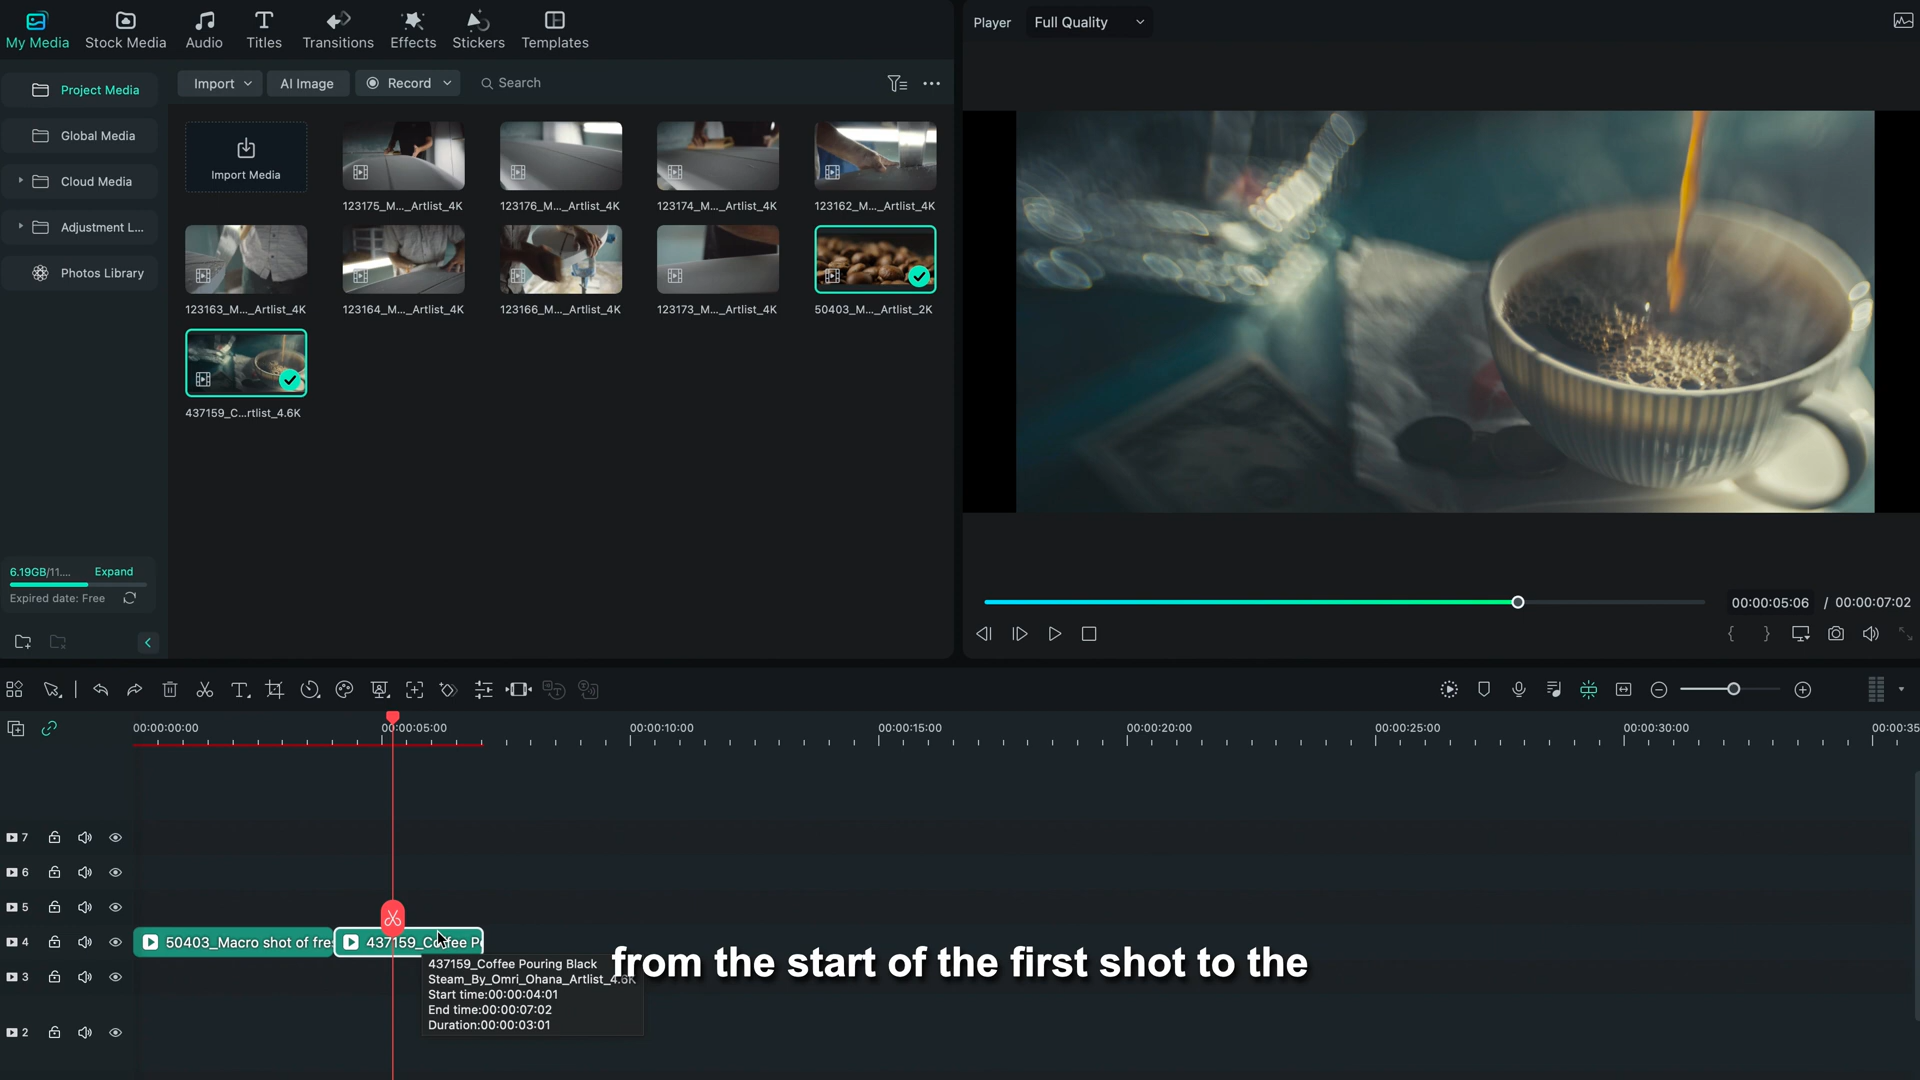 My Media
Stock Media
Audio
Titles
Transitions
Effects
Stickers
Templates
Player
Full Quality
Project Media
Global Media
Cloud Media
Adjustment L...
Photos Library
Import
AI Image
Record
Search
Import Media
123175_M..._Artlist_4K
123176_M..._Artlist_4K
123174_M..._Artlist_4K
123162_M..._Artlist_4K
123163_M..._Artlist_4K
123164_M..._Artlist_4K
123166_M..._Artlist_4K
123173_M..._Artlist_4K
50403_M..._Artlist_2K
437159_C...rtlist_4.6K
6.19GB/11....
Expand
Expired date: Free
00:00:05:06 / 00:00:07:02
00:00:00:00
00:00:05:00
00:00:10:00
00:00:15:00
00:00:20:00
00:00:25:00
00:00:30:00
00:00:35
7
6
5
4
50403_Macro shot of fres
437159_Coffee P
3
437159_Coffee Pouring Black
Steam_By_Omri_Ohana_Artlist_4.6K
Start time:00:00:04:01
End time:00:00:07:02
Duration:00:00:03:01
from the start of the first shot to the
2